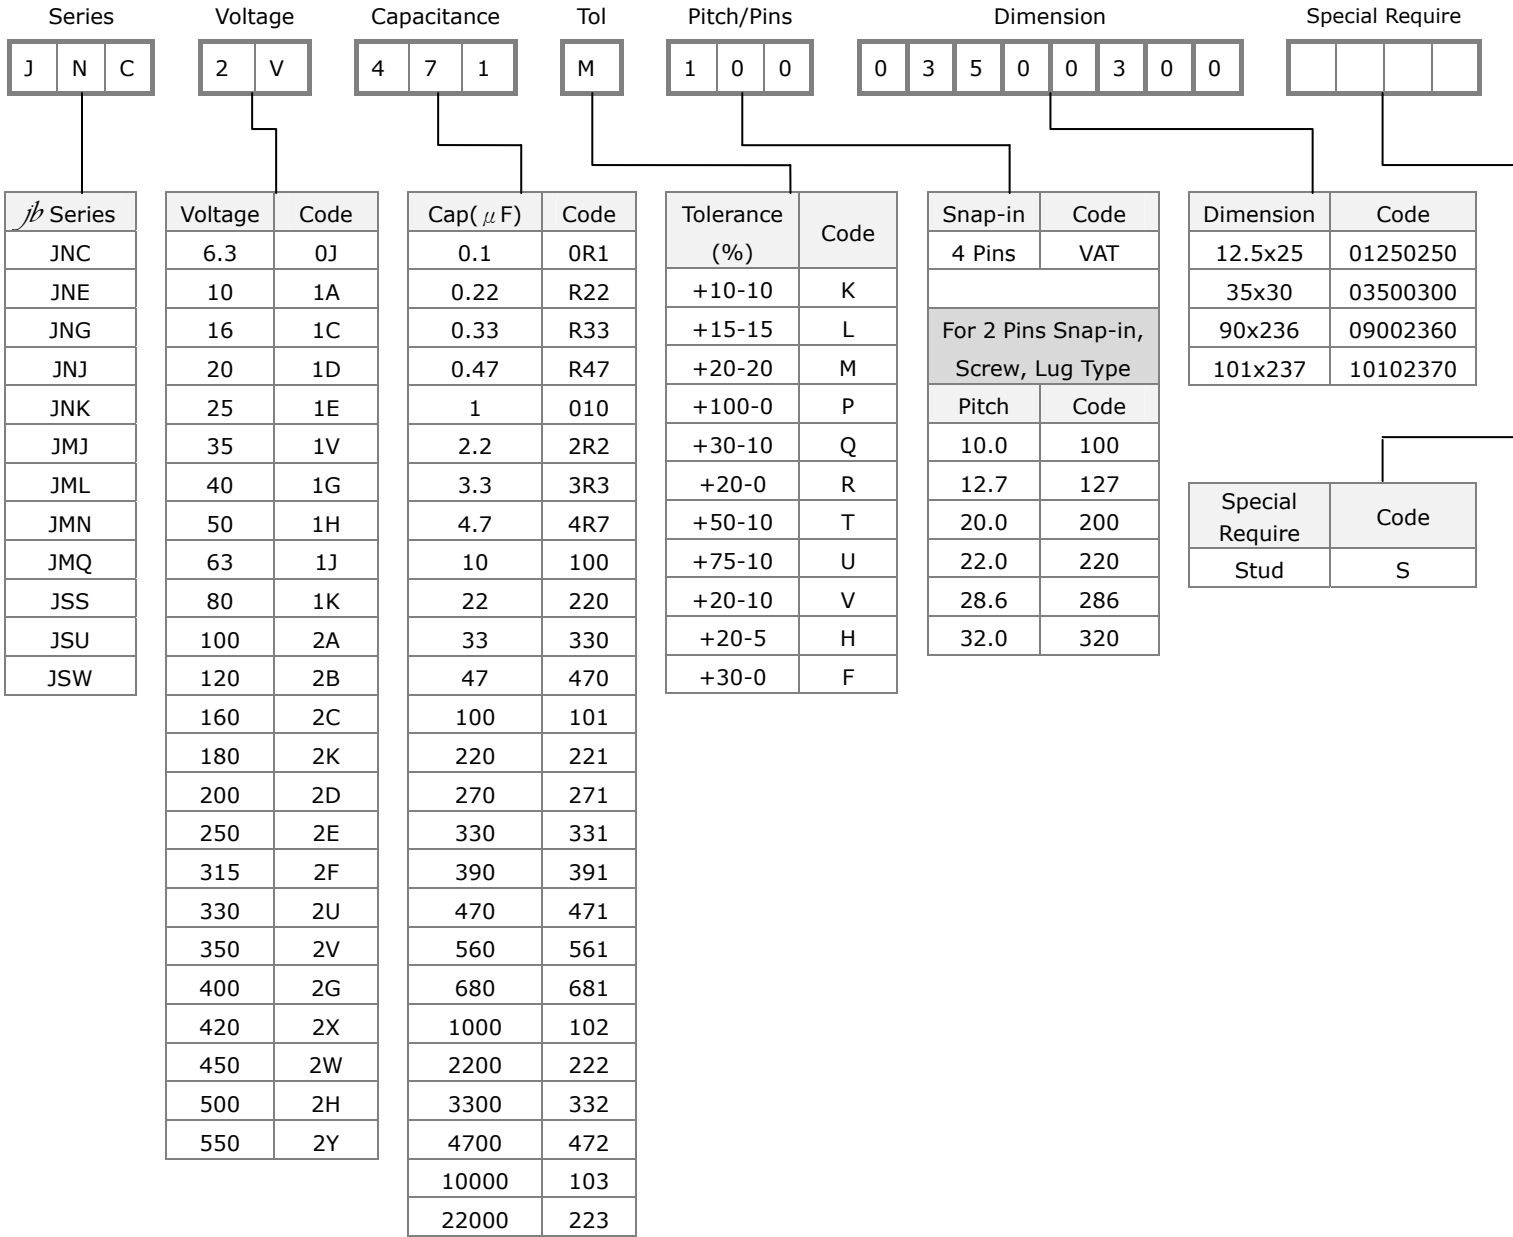 Series Voltage Capacitance Tol Pitch/Pins Dimension Special Require
J N C 2 V 4 7 1 M 1 0 0 0 3 5 0 0 3 0 0
jb Series
JNC
JNE
JNG
JNJ
JNK
JMJ
JML
JMN
JMQ
JSS
JSU
JSW
Voltage Code
6.3 0J
10 1A
16 1C
20 1D
25 1E
35 1V
40 1G
50 1H
63 1J
80 1K
100 2A
120 2B
160 2C
180 2K
200 2D
250 2E
315 2F
330 2U
350 2V
400 2G
420 2X
450 2W
500 2H
550 2Y
Cap(μF) Code
0.1 0R1
0.22 R22
0.33 R33
0.47 R47
1 010
2.2 2R2
3.3 3R3
4.7 4R7
10 100
22 220
33 330
47 470
100 101
220 221
270 271
330 331
390 391
470 471
560 561
680 681
1000 102
2200 222
3300 332
4700 472
10000 103
22000 223
Tolerance
(%) Code
+10-10 K
+15-15 L
+20-20 M
+100-0 P
+30-10 Q
+20-0 R
+50-10 T
+75-10 U
+20-10 V
+20-5 H
+30-0 F
Snap-in Code
4 Pins VAT
For 2 Pins Snap-in,
Screw, Lug Type
Pitch Code
10.0 100
12.7 127
20.0 200
22.0 220
28.6 286
32.0 320
Dimension Code
12.5x25 01250250
35x30 03500300
90x236 09002360
101x237 10102370
Special
Require Code
Stud S